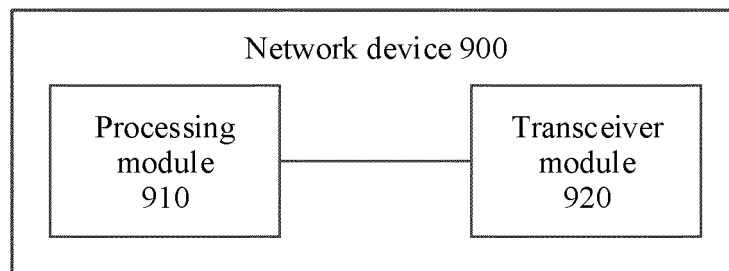 Network device 900
Processing
module
910
Transceiver
module
920